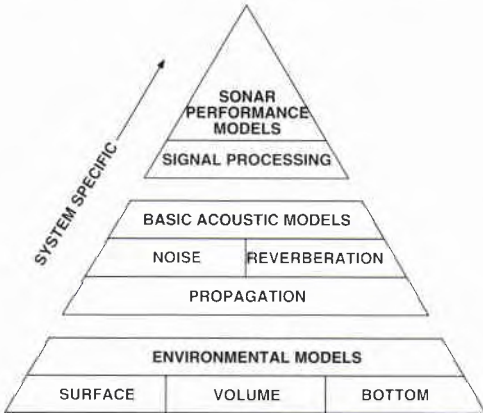 SONAR
PERFORMANCE
MODELS
SIGNAL PROCESSING
SYSTEM SPECIFIC
BASIC ACOUSTIC MODELS
NOISE REVERBERATION
PROPAGATION
ENVIRONMENTAL MODELS
SURFACE VOLUME BOTTOM